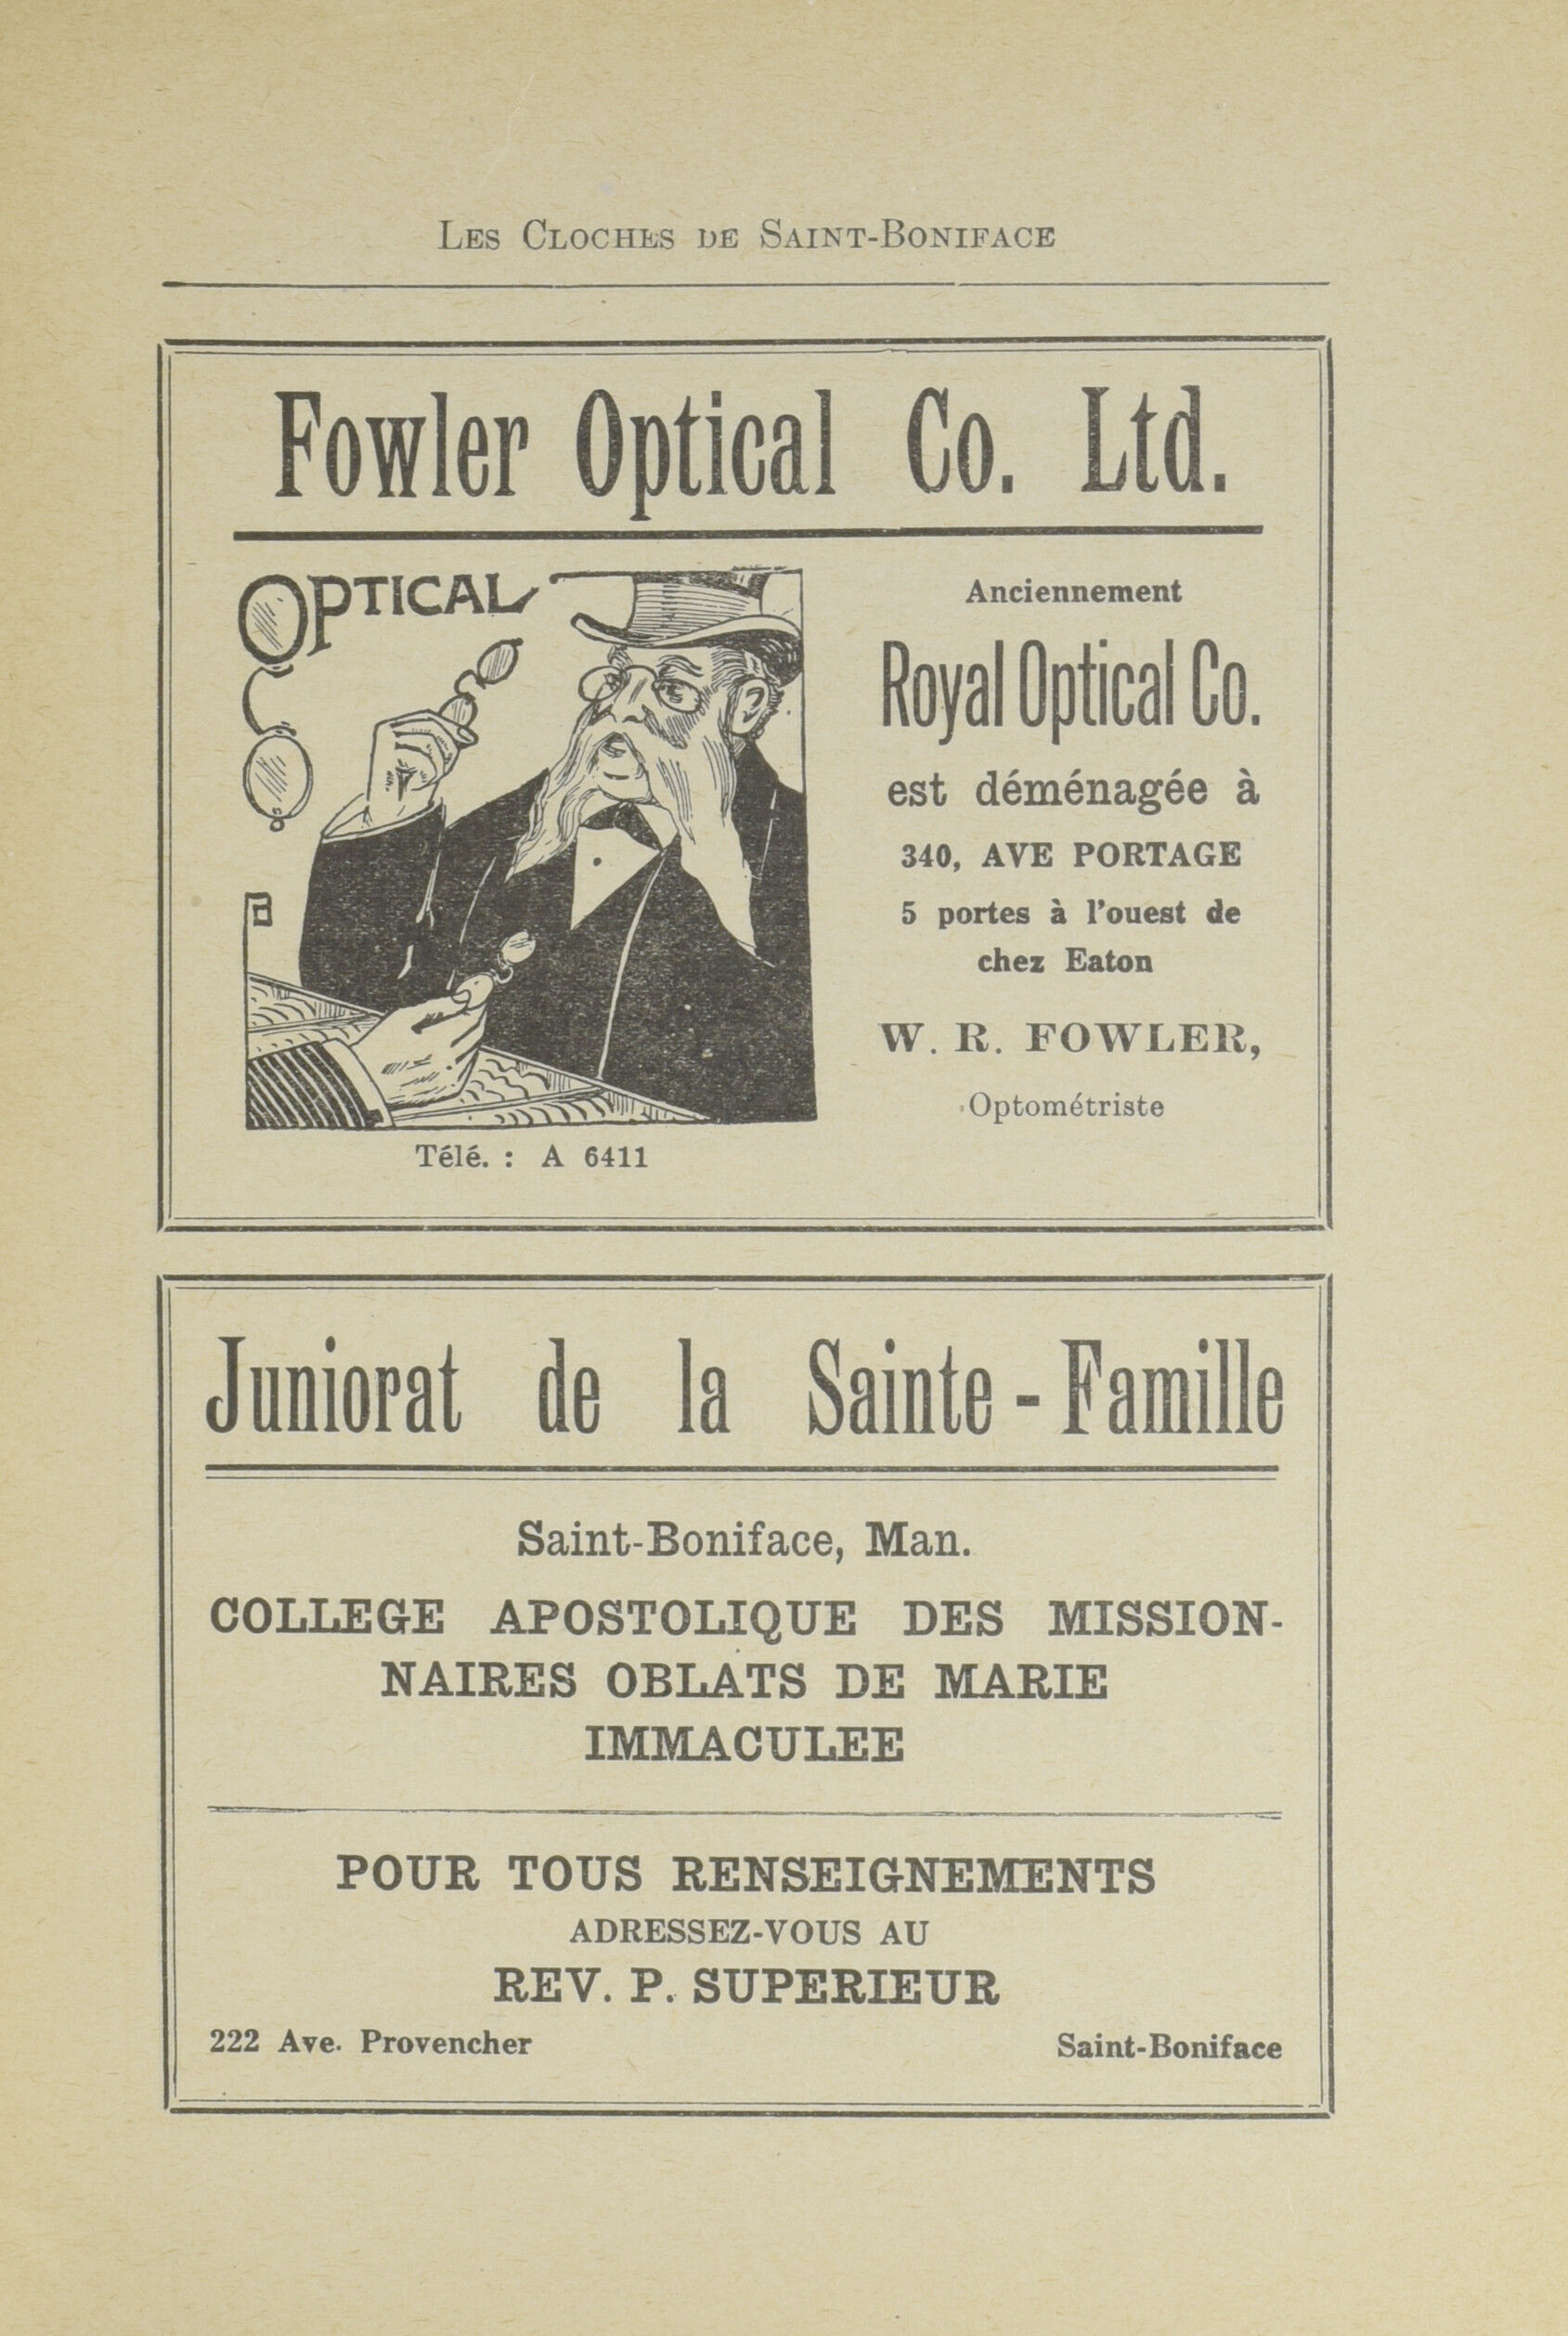 LES CLOCHES DE SAINT-BONIFACE
Fowler Optical Co. Ltd.
OPTICAL
B
Télé. : A 6411
Anciennement
Royal Optical Co.
est déménagée à
340, AVE PORTAGE
5 portes à l'ouest de
chez Eaton
W. R. FOWLER,
Optométriste
Juniorat de la Sainte-Famille
Saint-Boniface, Man.
COLLEGE APOSTOLIQUE DES MISSION-
NAIRES OBLATS DE MARIE
IMMACULEE
POUR TOUS RENSEIGNEMENTS
ADRESSEZ-VOUS AU
REV. P. SUPERIEUR
222 Ave. Provencher Saint-Boniface